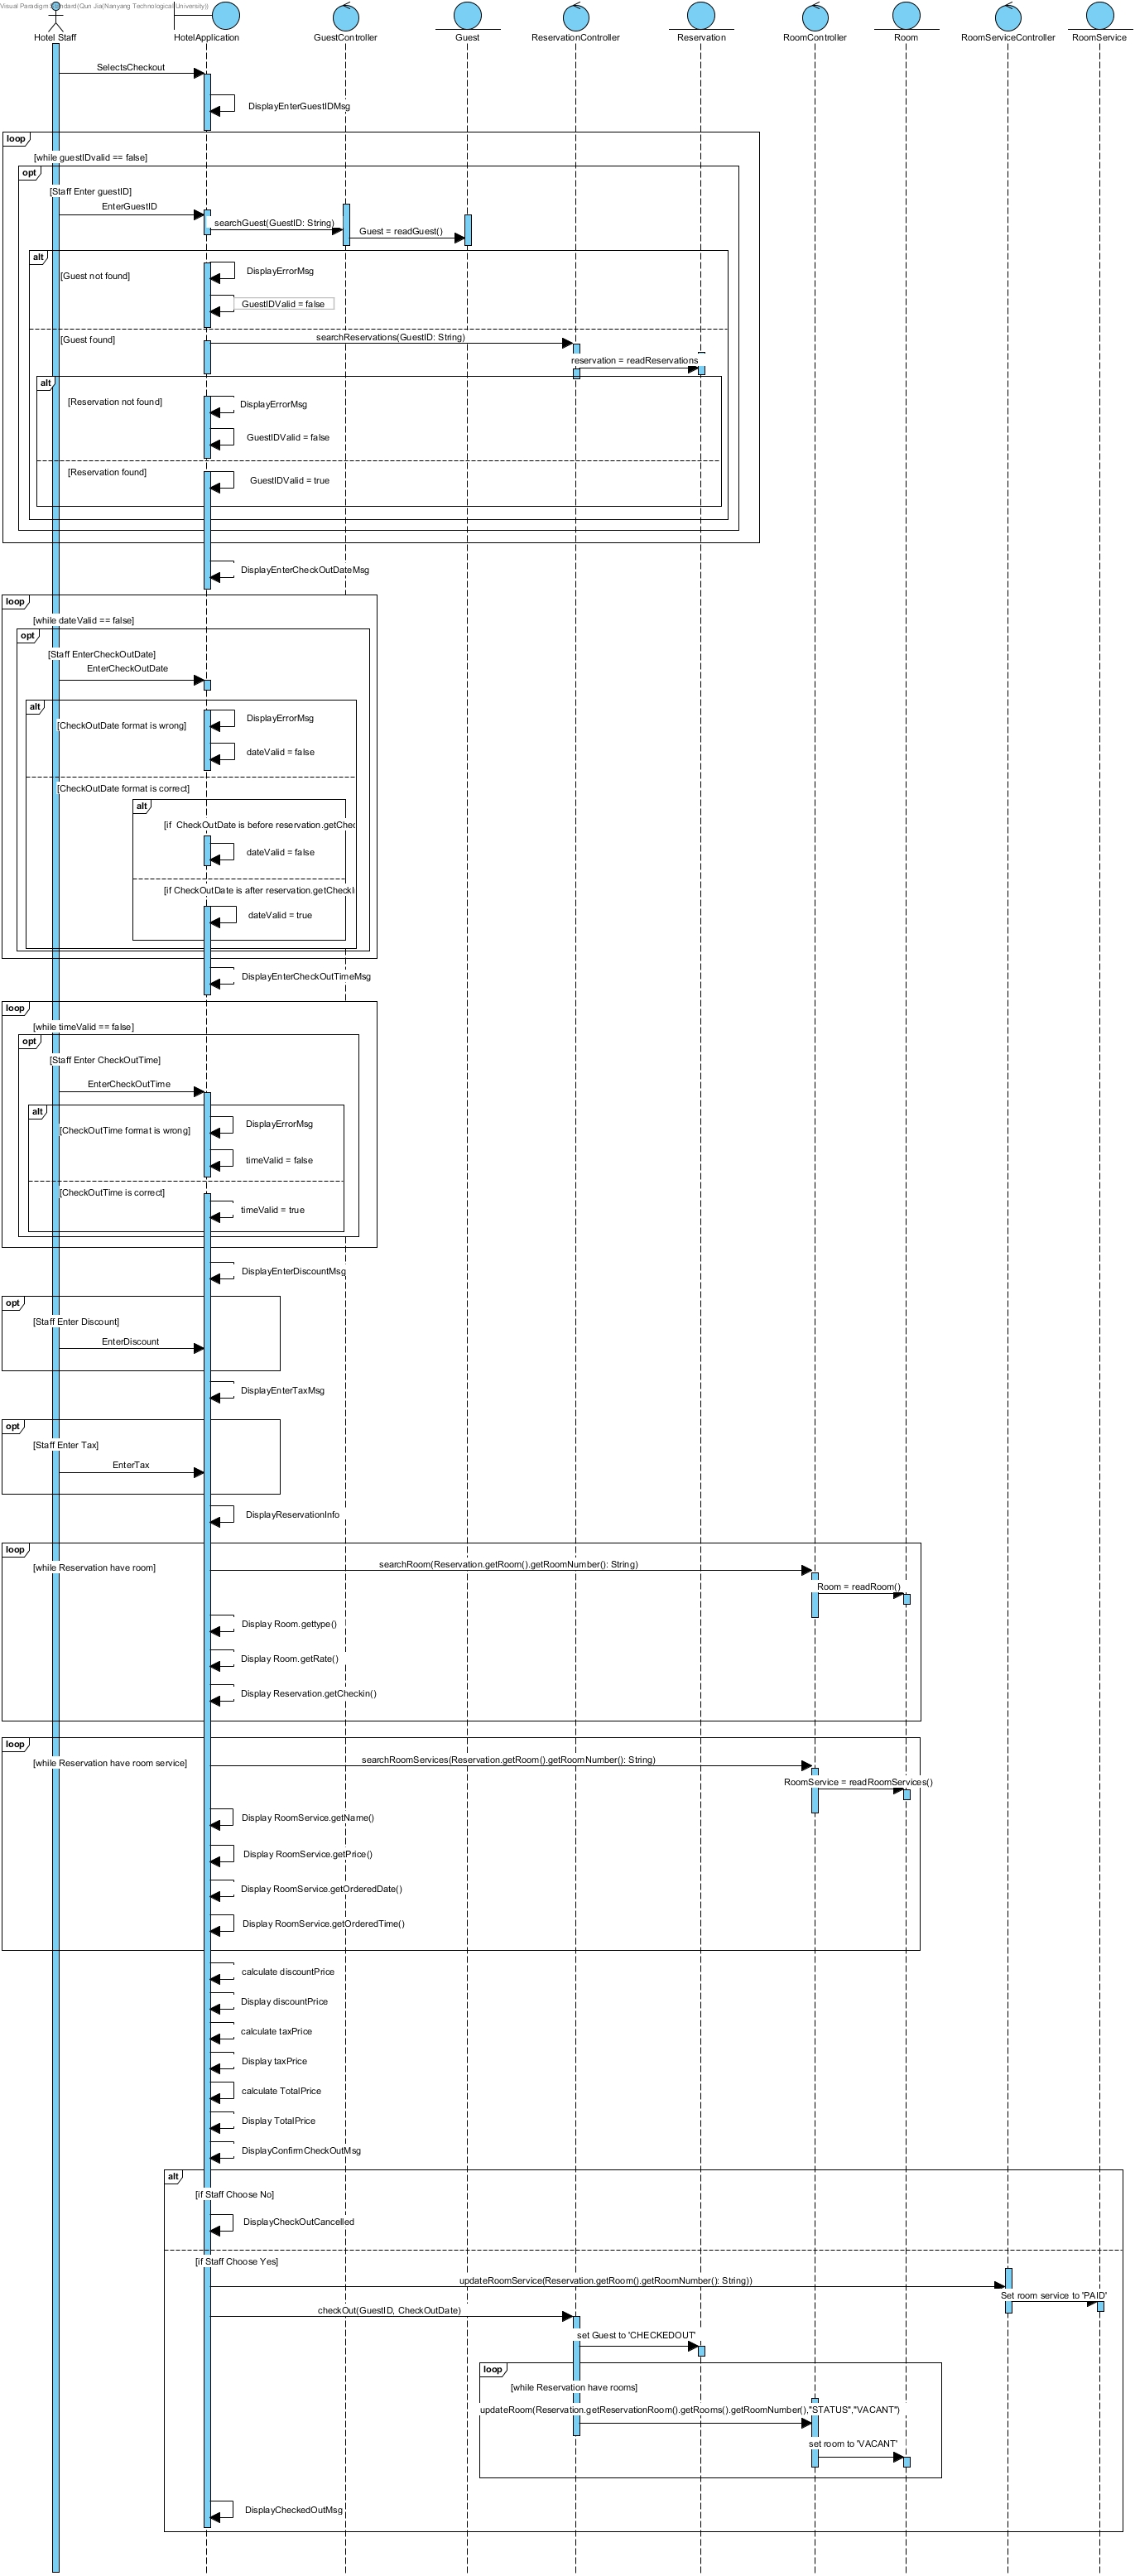 Visual Paradigm Standard(Qun Jia(Nanyang Technological University))
Hotel Staff
HotelApplication
GuestController
Guest
ReservationController
Reservation
RoomController
Room
RoomServiceController
RoomService
SelectsCheckout
DisplayEnterGuestIDMsg
loop
[while guestIDvalid == false]
opt
[Staff Enter guestID]
EnterGuestID
searchGuest(GuestID: String)
Guest = readGuest()
alt
[Guest not found]
DisplayErrorMsg
GuestIDValid = false
[Guest found]
searchReservations(GuestID: String)
reservation = readReservations
alt
[Reservation not found]
DisplayErrorMsg
GuestIDValid = false
[Reservation found]
GuestIDValid = true
DisplayEnterCheckOutDateMsg
loop
[while dateValid == false]
opt
[Staff EnterCheckOutDate]
EnterCheckOutDate
alt
[CheckOutDate format is wrong]
DisplayErrorMsg
dateValid = false
[CheckOutDate format is correct]
alt
[if  CheckOutDate is before reservation.getChec
dateValid = false
[if CheckOutDate is after reservation.getCheckI
dateValid = true
DisplayEnterCheckOutTimeMsg
loop
[while timeValid == false]
opt
[Staff Enter CheckOutTime]
EnterCheckOutTime
alt
[CheckOutTime format is wrong]
DisplayErrorMsg
timeValid = false
[CheckOutTime is correct]
timeValid = true
DisplayEnterDiscountMsg
opt
[Staff Enter Discount]
EnterDiscount
DisplayEnterTaxMsg
opt
[Staff Enter Tax]
EnterTax
DisplayReservationInfo
loop
[while Reservation have room]
searchRoom(Reservation.getRoom().getRoomNumber(): String)
Room = readRoom()
Display Room.gettype()
Display Room.getRate()
Display Reservation.getCheckin()
loop
[while Reservation have room service]
searchRoomServices(Reservation.getRoom().getRoomNumber(): String)
RoomService = readRoomServices()
Display RoomService.getName()
Display RoomService.getPrice()
Display RoomService.getOrderedDate()
Display RoomService.getOrderedTime()
calculate discountPrice
Display discountPrice
calculate taxPrice
Display taxPrice
calculate TotalPrice
Display TotalPrice
DisplayConfirmCheckOutMsg
alt
[if Staff Choose No]
DisplayCheckOutCancelled
[if Staff Choose Yes]
updateRoomService(Reservation.getRoom().getRoomNumber(): String))
Set room service to 'PAID'
checkOut(GuestID, CheckOutDate)
set Guest to 'CHECKEDOUT'
loop
[while Reservation have rooms]
updateRoom(Reservation.getReservationRoom().getRooms().getRoomNumber(),"STATUS","VACANT")
set room to 'VACANT'
DisplayCheckedOutMsg